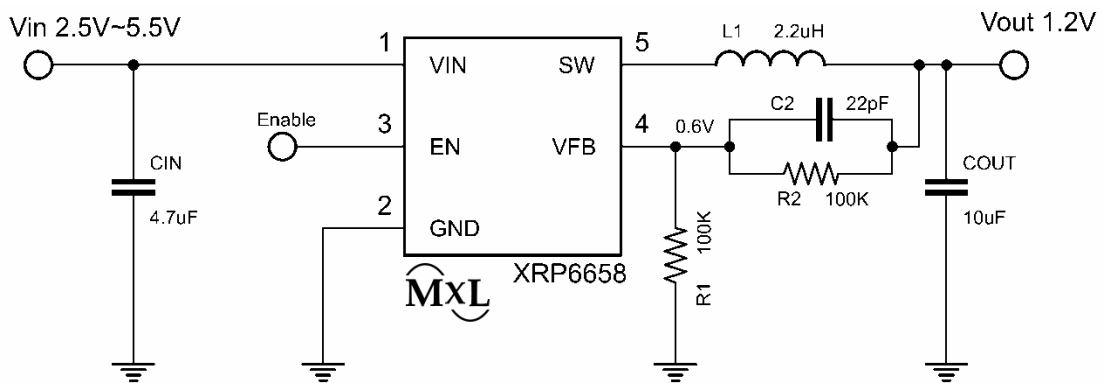 Vin 2.5V~5.5V
1
VIN
SW
5
L1
2.2uH
Vout 1.2V
Enable
3
EN
VFB
4
0.6V
C2
22pF
R2
100K
CIN
4.7uF
2
GND
R1
100K
COUT
10uF
XRP6658
MXL